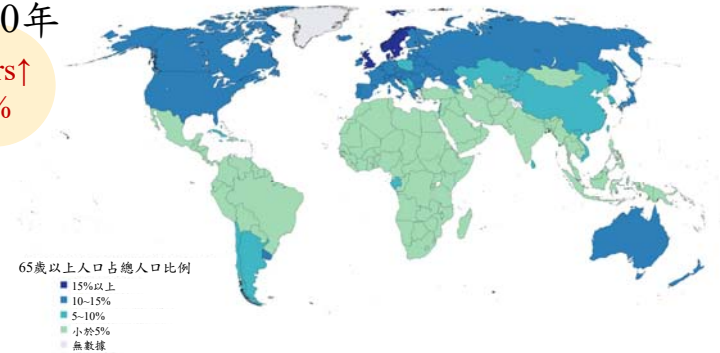 0年
rs↑
%
65歲以上人口占總人口比例
15%以上
10~15%
5~10%
小於5%
無數據